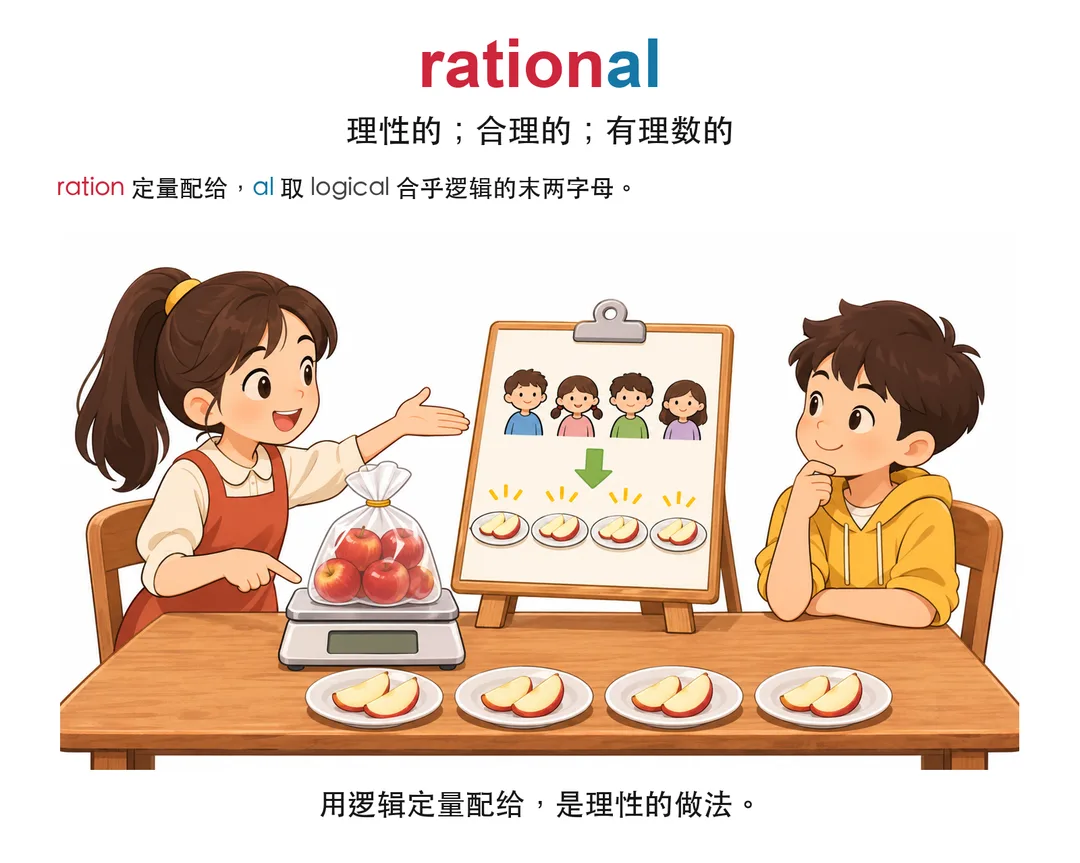 rational
理性的；合理的；有理数的
ration 定量配给，al 取 logical 合乎逻辑的末两字母。
用逻辑定量配给，是理性的做法。